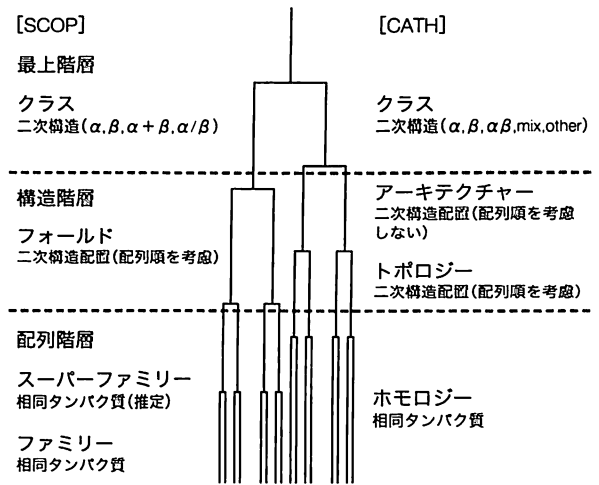 [SCOP]
最上階層
クラス
二次構造(α,β,α+β,α/β)
構造階層
フォールド
二次構造配置(配列順を考慮)
配列階層
スーパーファミリー
相同タンパク質(推定)
ファミリー
相同タンパク質
[CATH]
クラス
二次構造(α,β,αβ,mix,other)
アーキテクチャー
二次構造配置(配列順を考慮
しない)
トポロジー
二次構造配置(配列順を考慮)
ホモロジー
相同タンパク質